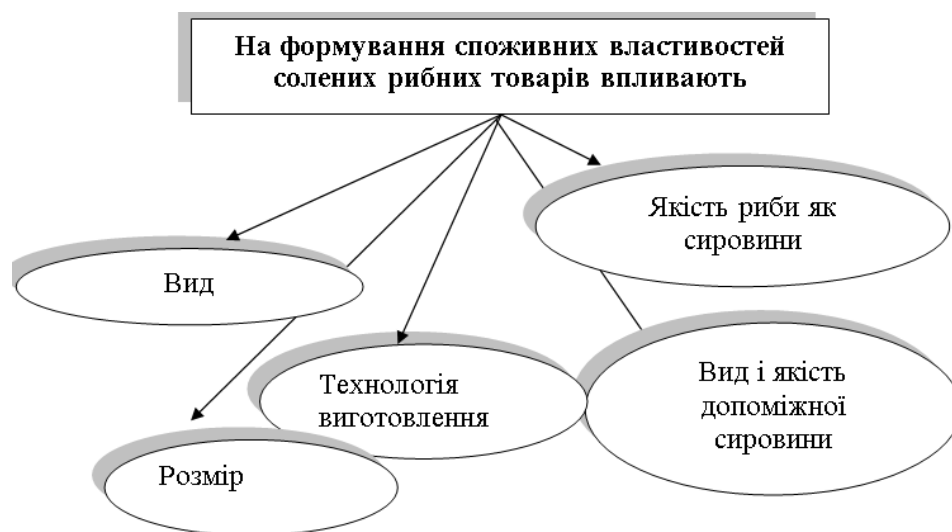 На формування споживних властивостей
солених рибних товарів впливають
Якість риби як
сировини
Вид
Технологія
виготовлення
Вид і якість
допоміжної
сировини
Розмір